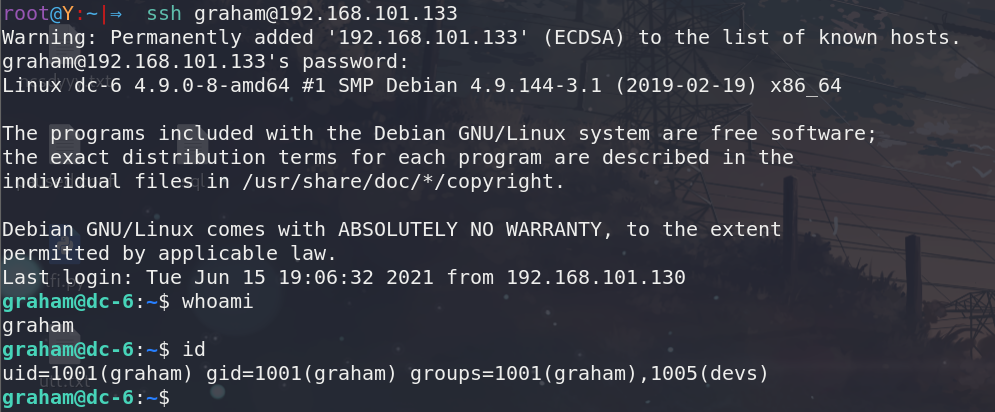 root@Y:~|⇒  ssh graham@192.168.101.133
Warning: Permanently added '192.168.101.133' (ECDSA) to the list of known hosts.
graham@192.168.101.133's password:
Linux dc-6 4.9.0-8-amd64 #1 SMP Debian 4.9.144-3.1 (2019-02-19) x86_64

The programs included with the Debian GNU/Linux system are free software;
the exact distribution terms for each program are described in the
individual files in /usr/share/doc/*/copyright.

Debian GNU/Linux comes with ABSOLUTELY NO WARRANTY, to the extent
permitted by applicable law.
Last login: Tue Jun 15 19:06:32 2021 from 192.168.101.130
graham@dc-6:~$ whoami
graham
graham@dc-6:~$ id
uid=1001(graham) gid=1001(graham) groups=1001(graham),1005(devs)
graham@dc-6:~$